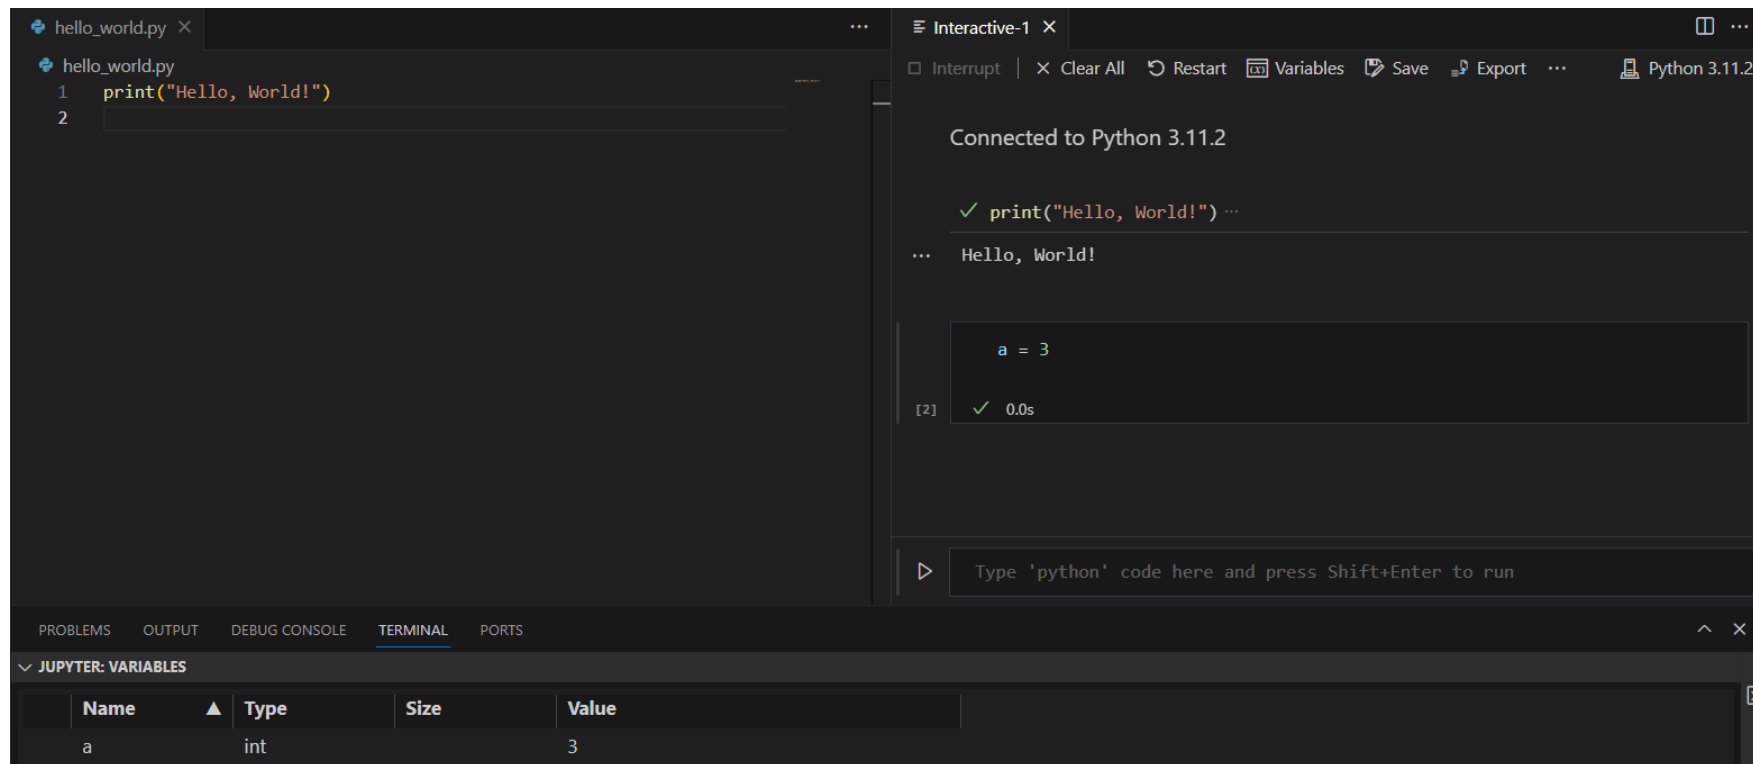 hello_world.py
hello_world.py
1 print("Hello, World!")
2
Interactive-1
Interrupt Clear All Restart Variables Save Export Python 3.11.2
Connected to Python 3.11.2
print("Hello, World!") ...
Hello, World!
a = 3
[2] 0.0s
Type 'python' code here and press Shift+Enter to run
PROBLEMS OUTPUT DEBUG CONSOLE TERMINAL PORTS
JUPYTER: VARIABLES
Name Type Size Value
a int 3